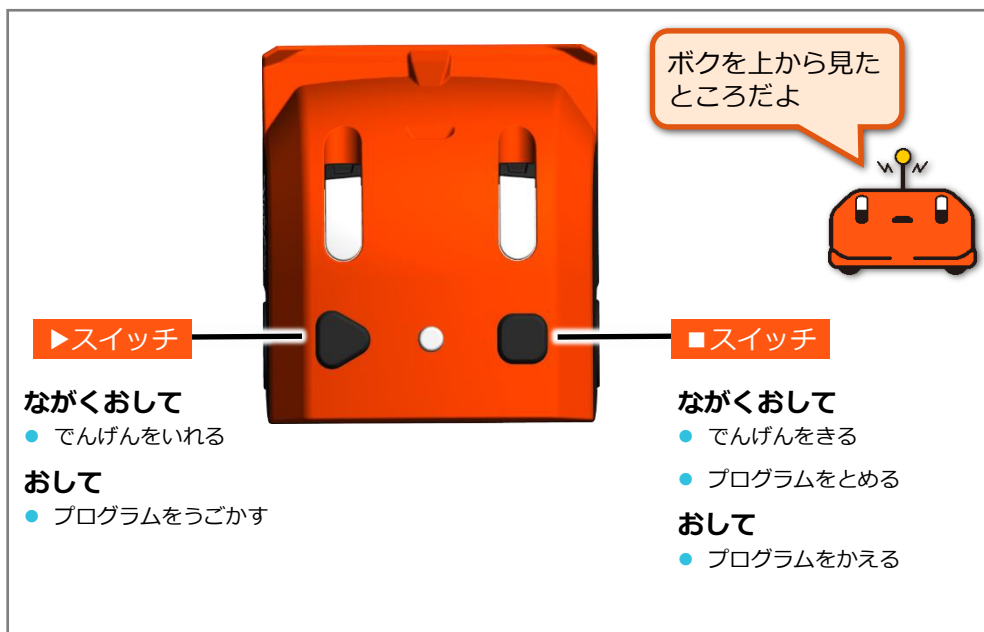 ボクを上から見た
ところだよ
▶スイッチ
ながくおして
● でんげんをいれる
おして
● プログラムをうごかす
■スイッチ
ながくおして
● でんげんをきる
● プログラムをとめる
おして
● プログラムをかえる